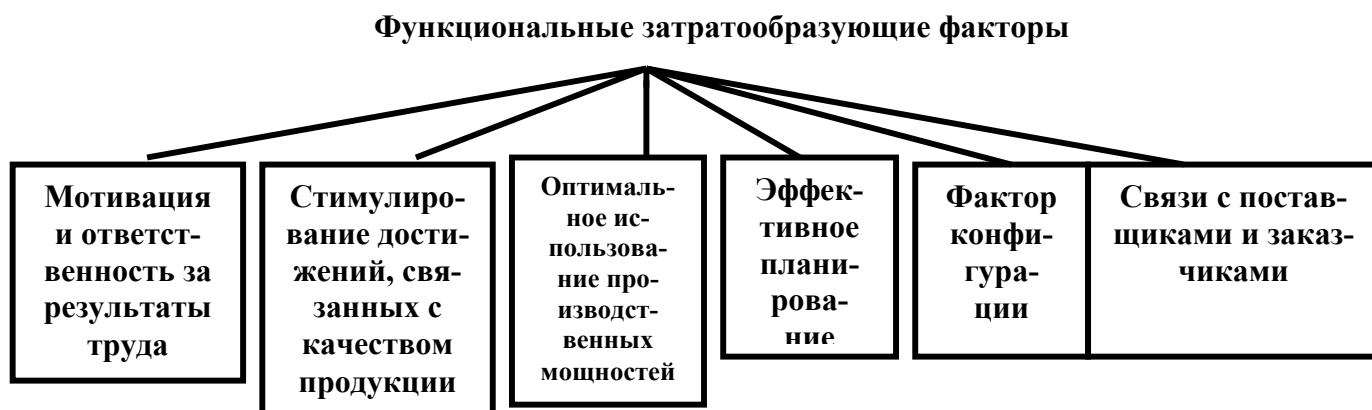 Функциональные затратообразующие факторы
Мотивация
и ответст-
венность за
результаты
труда
Стимулиро-
вание дости-
жений, свя-
занных с
качеством
продукции
Оптималь-
ное ис-
пользова-
ние про-
изводст-
венных
мощностей
Эффек-
тивное
плани-
рова-
ние
Фактор
конфи-
гура-
ции
Связи с постав-
щиками и заказ-
чиками